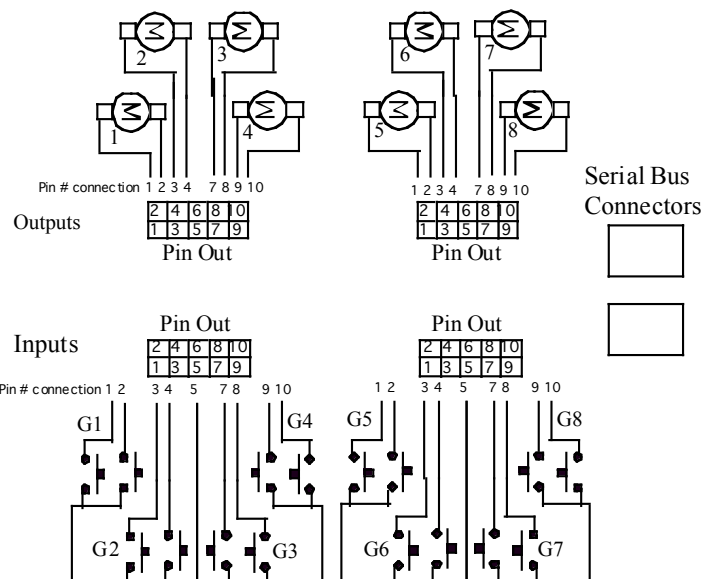 2 3
1 4
6 7
5 8
Pin # connection 1 2 3 4 7 8 9 10
1 2 3 4 7 8 9 10
Outputs
2 4 6 8 10
1 3 5 7 9
Pin Out
2 4 6 8 10
1 3 5 7 9
Pin Out
Serial Bus
Connectors
Inputs
Pin Out
2 4 6 8 10
1 3 5 7 9
Pin Out
2 4 6 8 10
1 3 5 7 9
Pin # connection 1 2 3 4 5 7 8 9 10
1 2 3 4 5 7 8 9 10
G1 G4
G5 G8
G2 G3
G6 G7